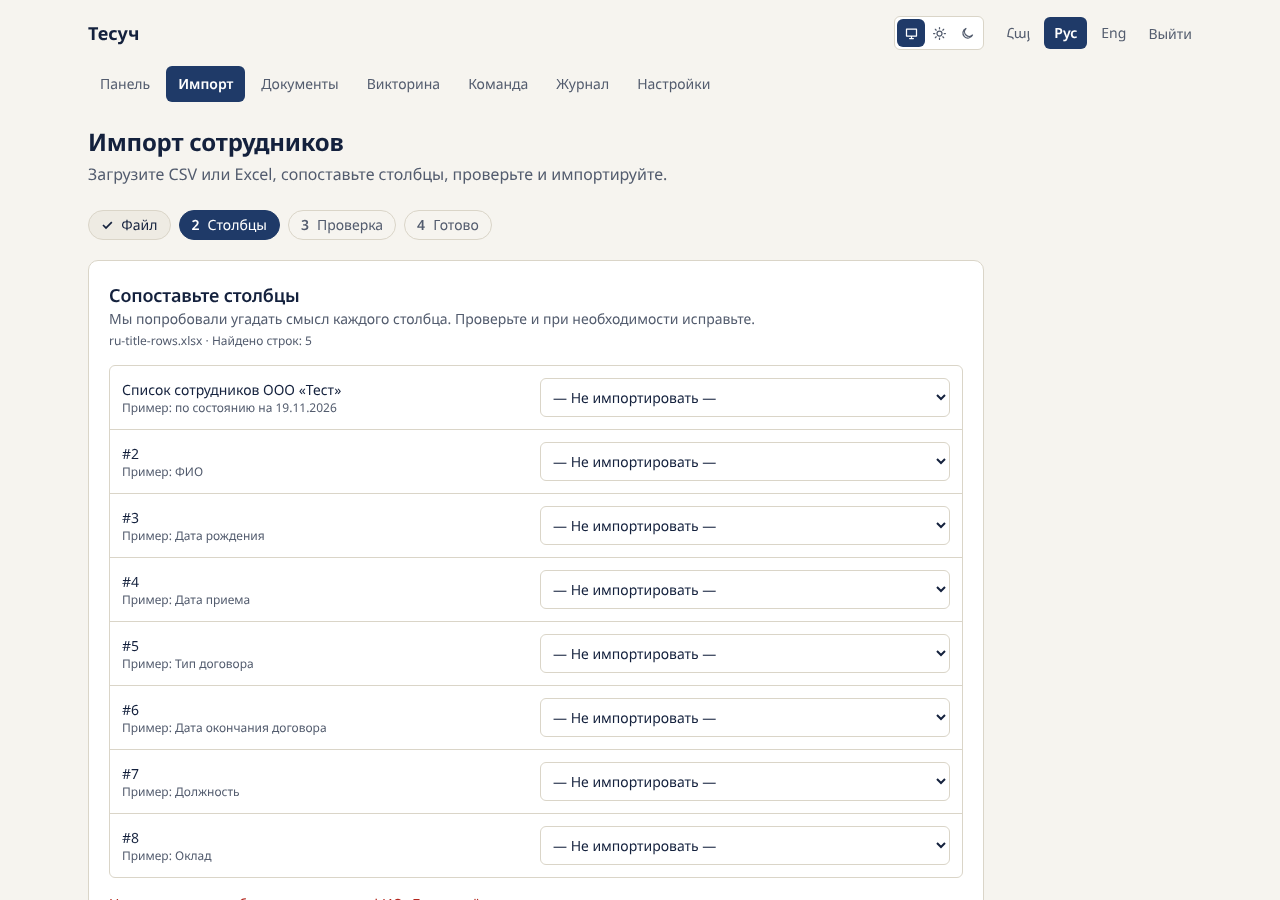 Тесуч
Հայ
Рус
Eng
Выйти
Панель
Импорт
Документы
Викторина
Команда
Журнал
Настройки
Импорт сотрудников
Загрузите CSV или Excel, сопоставьте столбцы, проверьте и импортируйте.
Файл
2 Столбцы
3 Проверка
4 Готово
Сопоставьте столбцы
Мы попробовали угадать смысл каждого столбца. Проверьте и при необходимости исправьте.
ru-title-rows.xlsx · Найдено строк: 5
Список сотрудников ООО «Тест»
Пример: по состоянию на 19.11.2026
— Не импортировать —
#2
Пример: ФИО
— Не импортировать —
#3
Пример: Дата рождения
— Не импортировать —
#4
Пример: Дата приема
— Не импортировать —
#5
Пример: Тип договора
— Не импортировать —
#6
Пример: Дата окончания договора
— Не импортировать —
#7
Пример: Должность
— Не импортировать —
#8
Пример: Оклад
— Не импортировать —